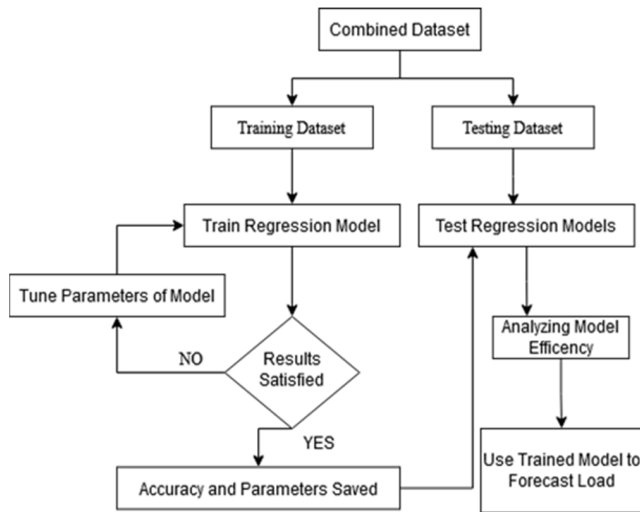 Combined Dataset
Training Dataset
Testing Dataset
Train Regression Model
Test Regression Models
Tune Parameters of Model
Analyzing Model
Efficency
NO
Results
Satisfied
YES
Use Trained Model to
Forecast Load
Accuracy and Parameters Saved